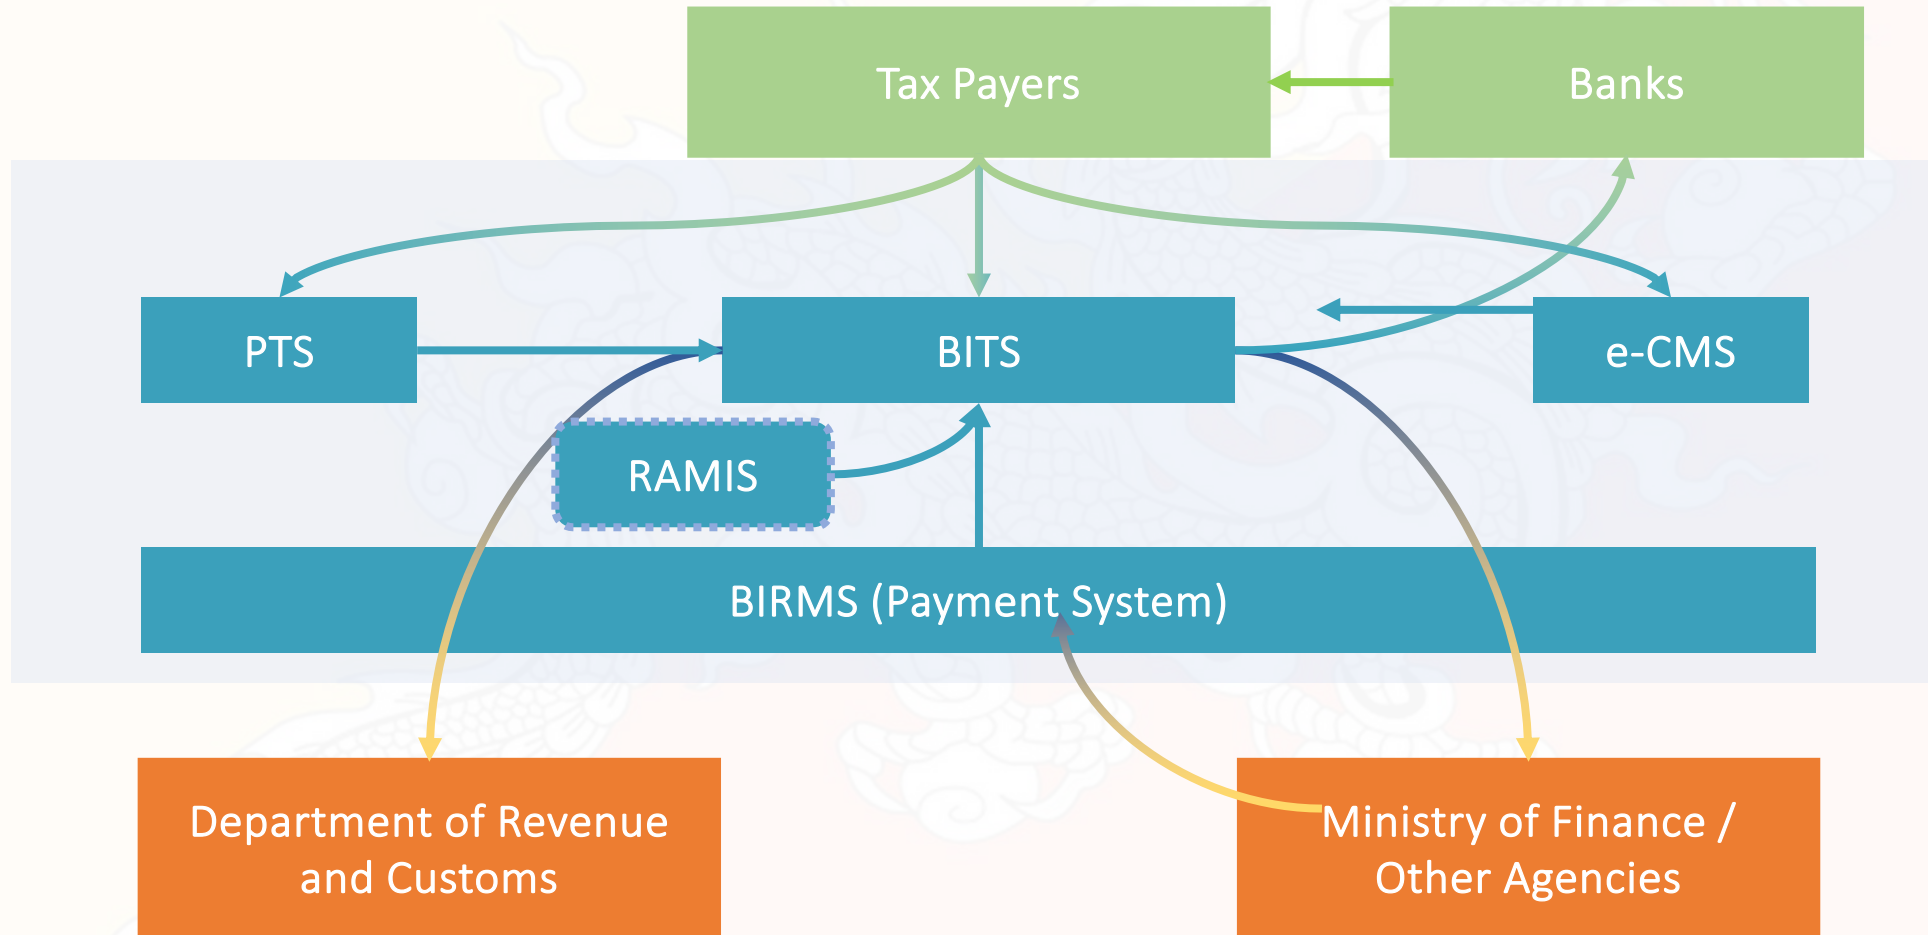 Tax Payers
Banks
PTS
BITS
e-CMS
RAMIS
BIRMS (Payment System)
Department of Revenue
and Customs
Ministry of Finance /
Other Agencies